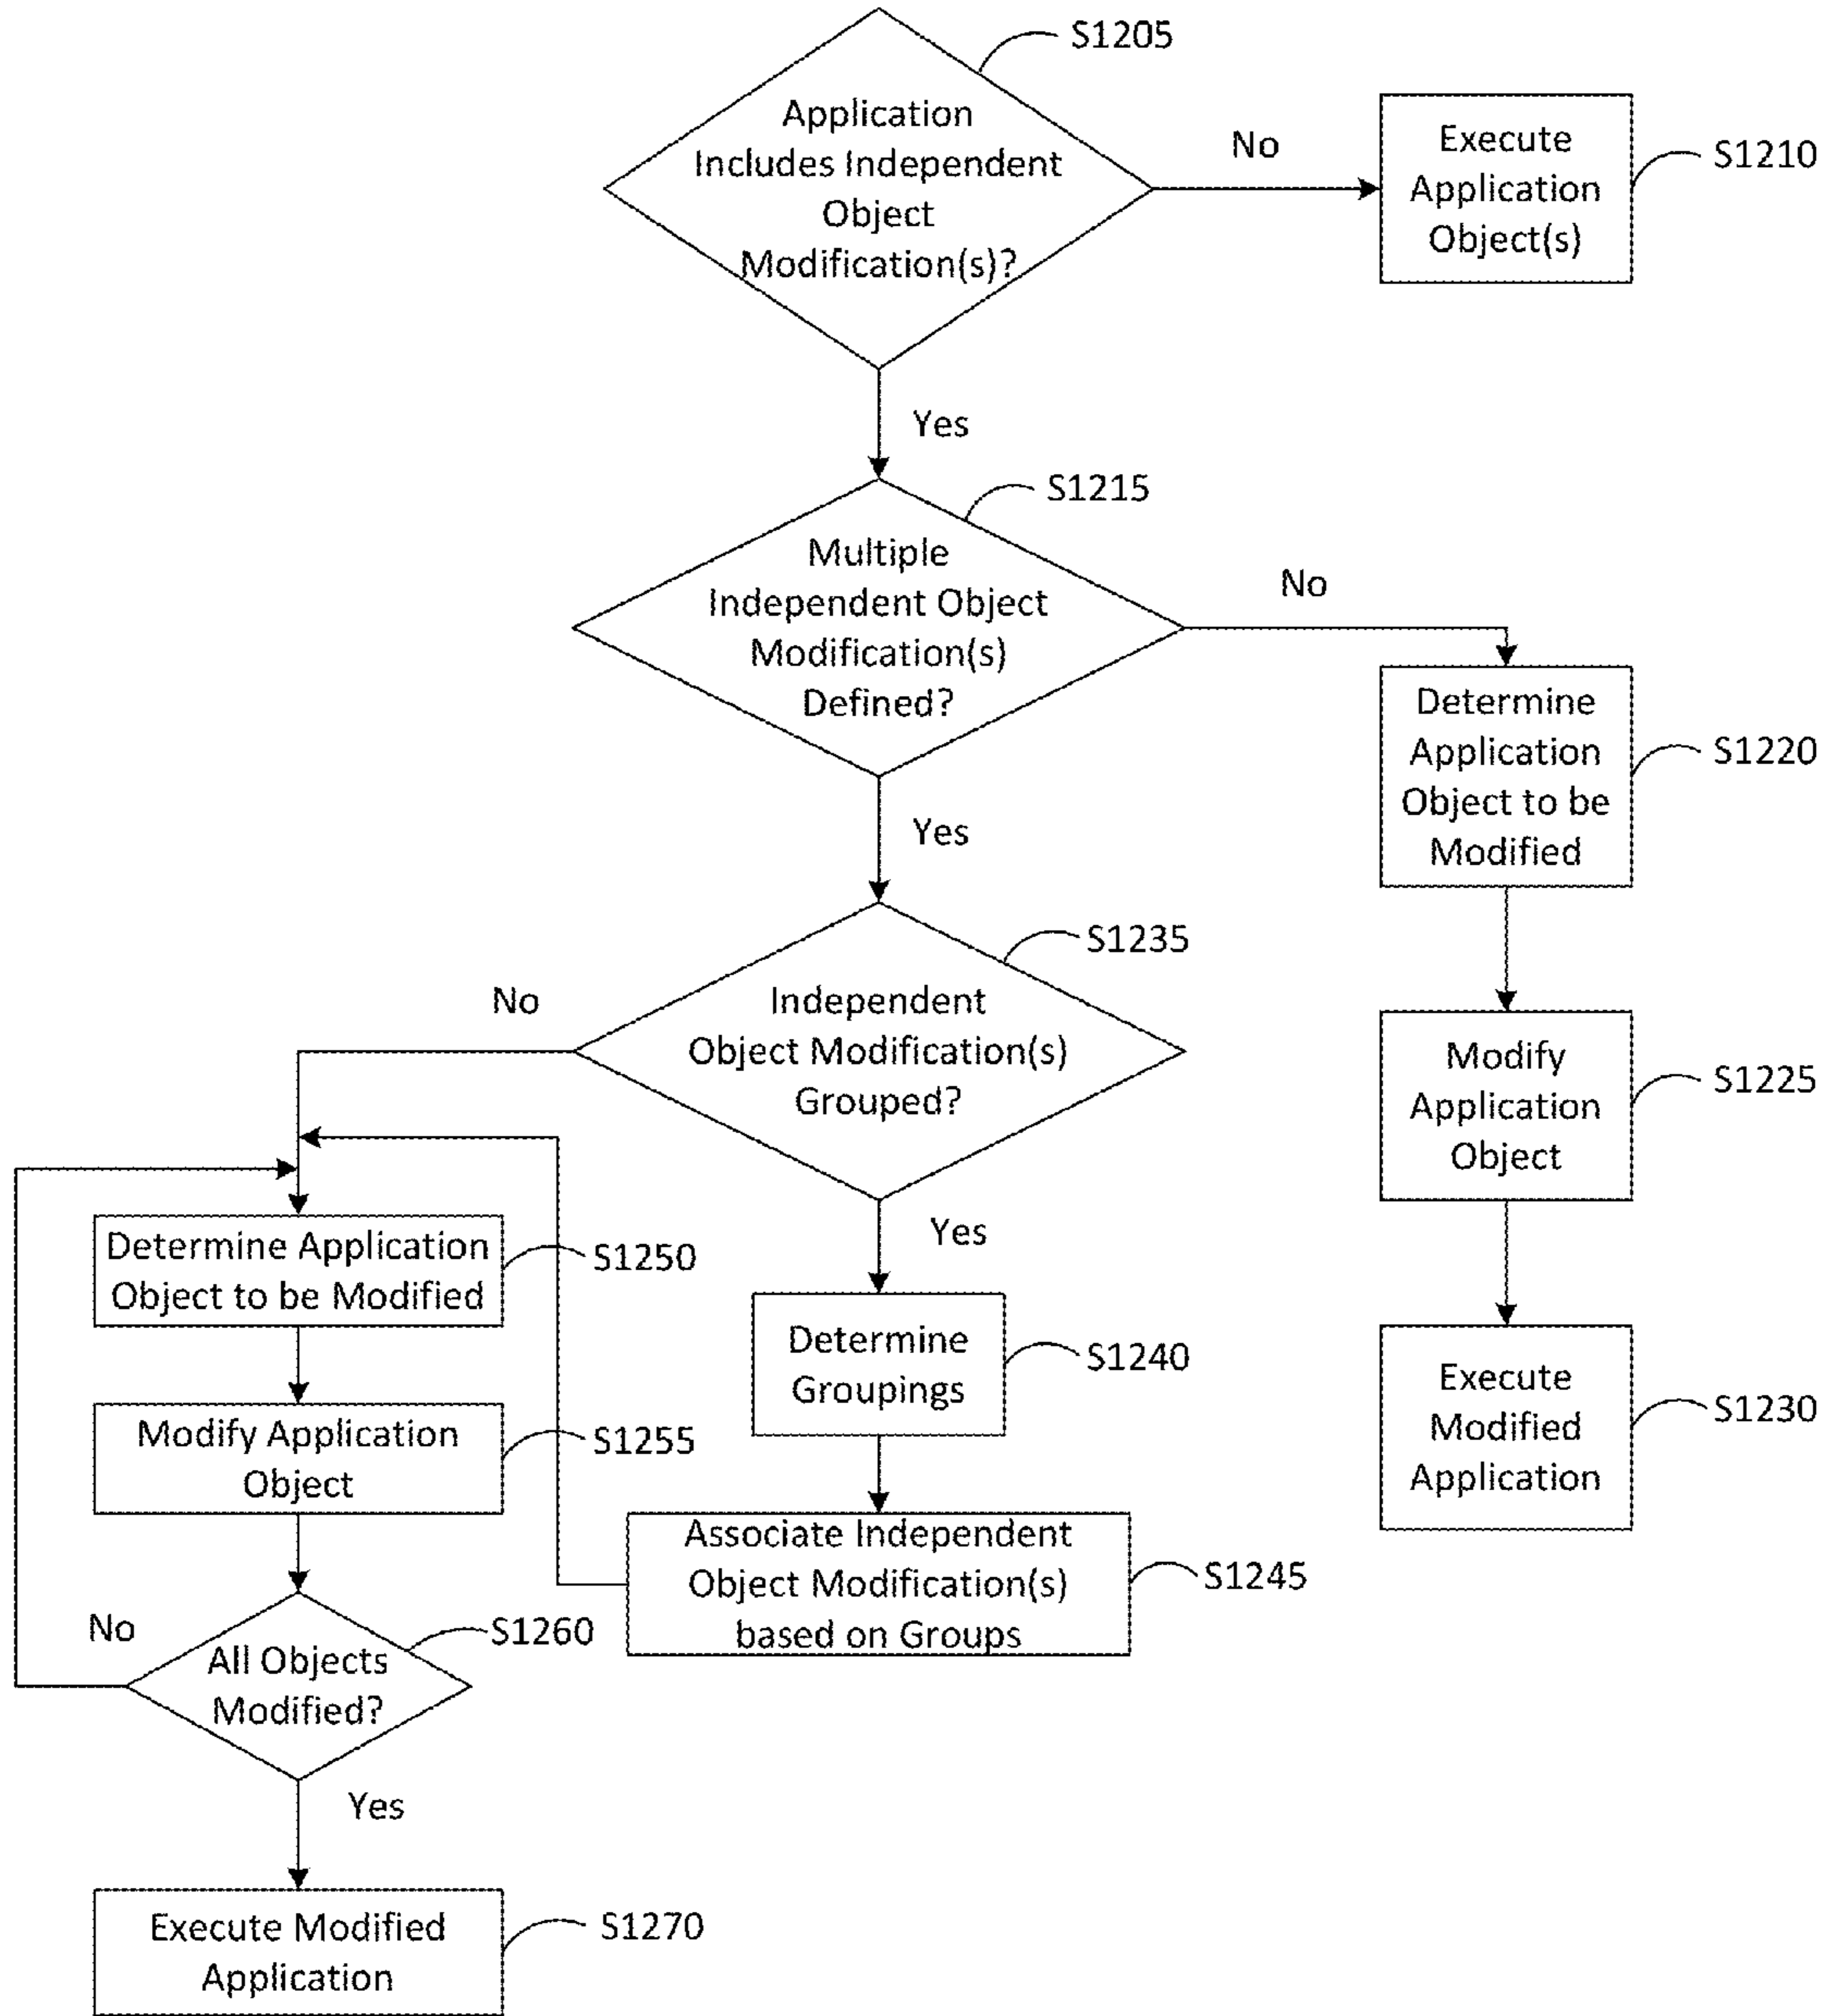 S1205
Application
Includes Independent
Object
Modification(s)?
No
Execute
Application
Object(s)
S1210
Yes
S1215
Multiple
Independent Object
Modification(s)
Defined?
No
Determine
Application
Object to be
Modified
S1220
Yes
S1235
Independent
Object Modification(s)
Grouped?
No
Modify
Application
Object
S1225
Yes
Determine Application
Object to be Modified
S1250
Determine
Groupings
S1240
Execute
Modified
Application
S1230
Modify Application
Object
S1255
Associate Independent
Object Modification(s)
based on Groups
S1245
No
S1260
All Objects
Modified?
Yes
Execute Modified
Application
S1270